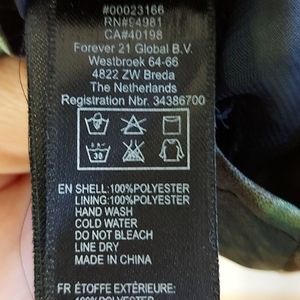 #00023166
RN#94981
CA#40198
Forever 21 Global B.V.
Westbroek 64-66
4822 ZW Breda
The Netherlands
Registration Nbr. 34386700
30
EN SHELL:100%POLYESTER
LINING:100%POLYESTER
HAND WASH
COLD WATER
DO NOT BLEACH
LINE DRY
MADE IN CHINA
FR ÉTOFFE EXTÉRIEURE:
100% POLYESTER